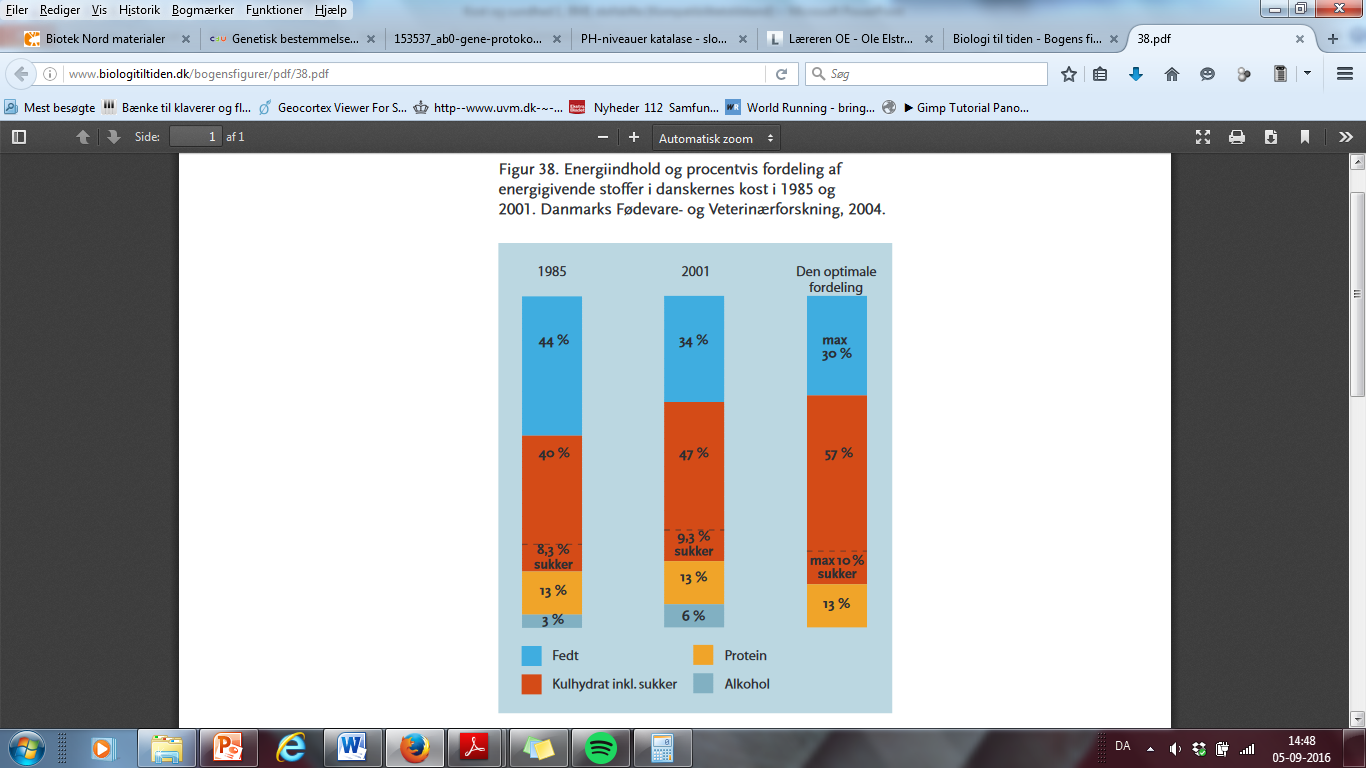 Filer Rediger Vis Historik Bogmærker Funktioner Hjælp
Biotek Nord materialer
Genetisk bestemmelse...
153537_ab0-gene-protoko...
PH-niveauer katalase - slo...
Læreren OE - Ole Elstr...
Biologi til tiden - Bogens fi...
38.pdf
www.biologitiltiden.dk/bogensfigurer/pdf/38.pdf
Søg
Mest besøgte
Bænke til klaverer og fl...
Geocortex Viewer For S...
http--www.uvm.dk-~-...
Nyheder 112 Samfun...
World Running - bring...
▶ Gimp Tutorial Pano...
Side: 1 af 1
Automatisk zoom
Figur 38. Energiindhold og procentvis fordeling af
energigivende stoffer i danskernes kost i 1985 og
2001. Danmarks Fødevare- og Veterinærforskning, 2004.
1985
2001
Den optimale
fordeling
44 %
34 %
max
30 %
40 %
47 %
57 %
8,3 %
sukker
9,3 %
sukker
max 10 %
sukker
13 %
13 %
13 %
3 %
6 %
Fedt
Protein
Kulhydrat inkl. sukker
Alkohol
DA
14:48
05-09-2016